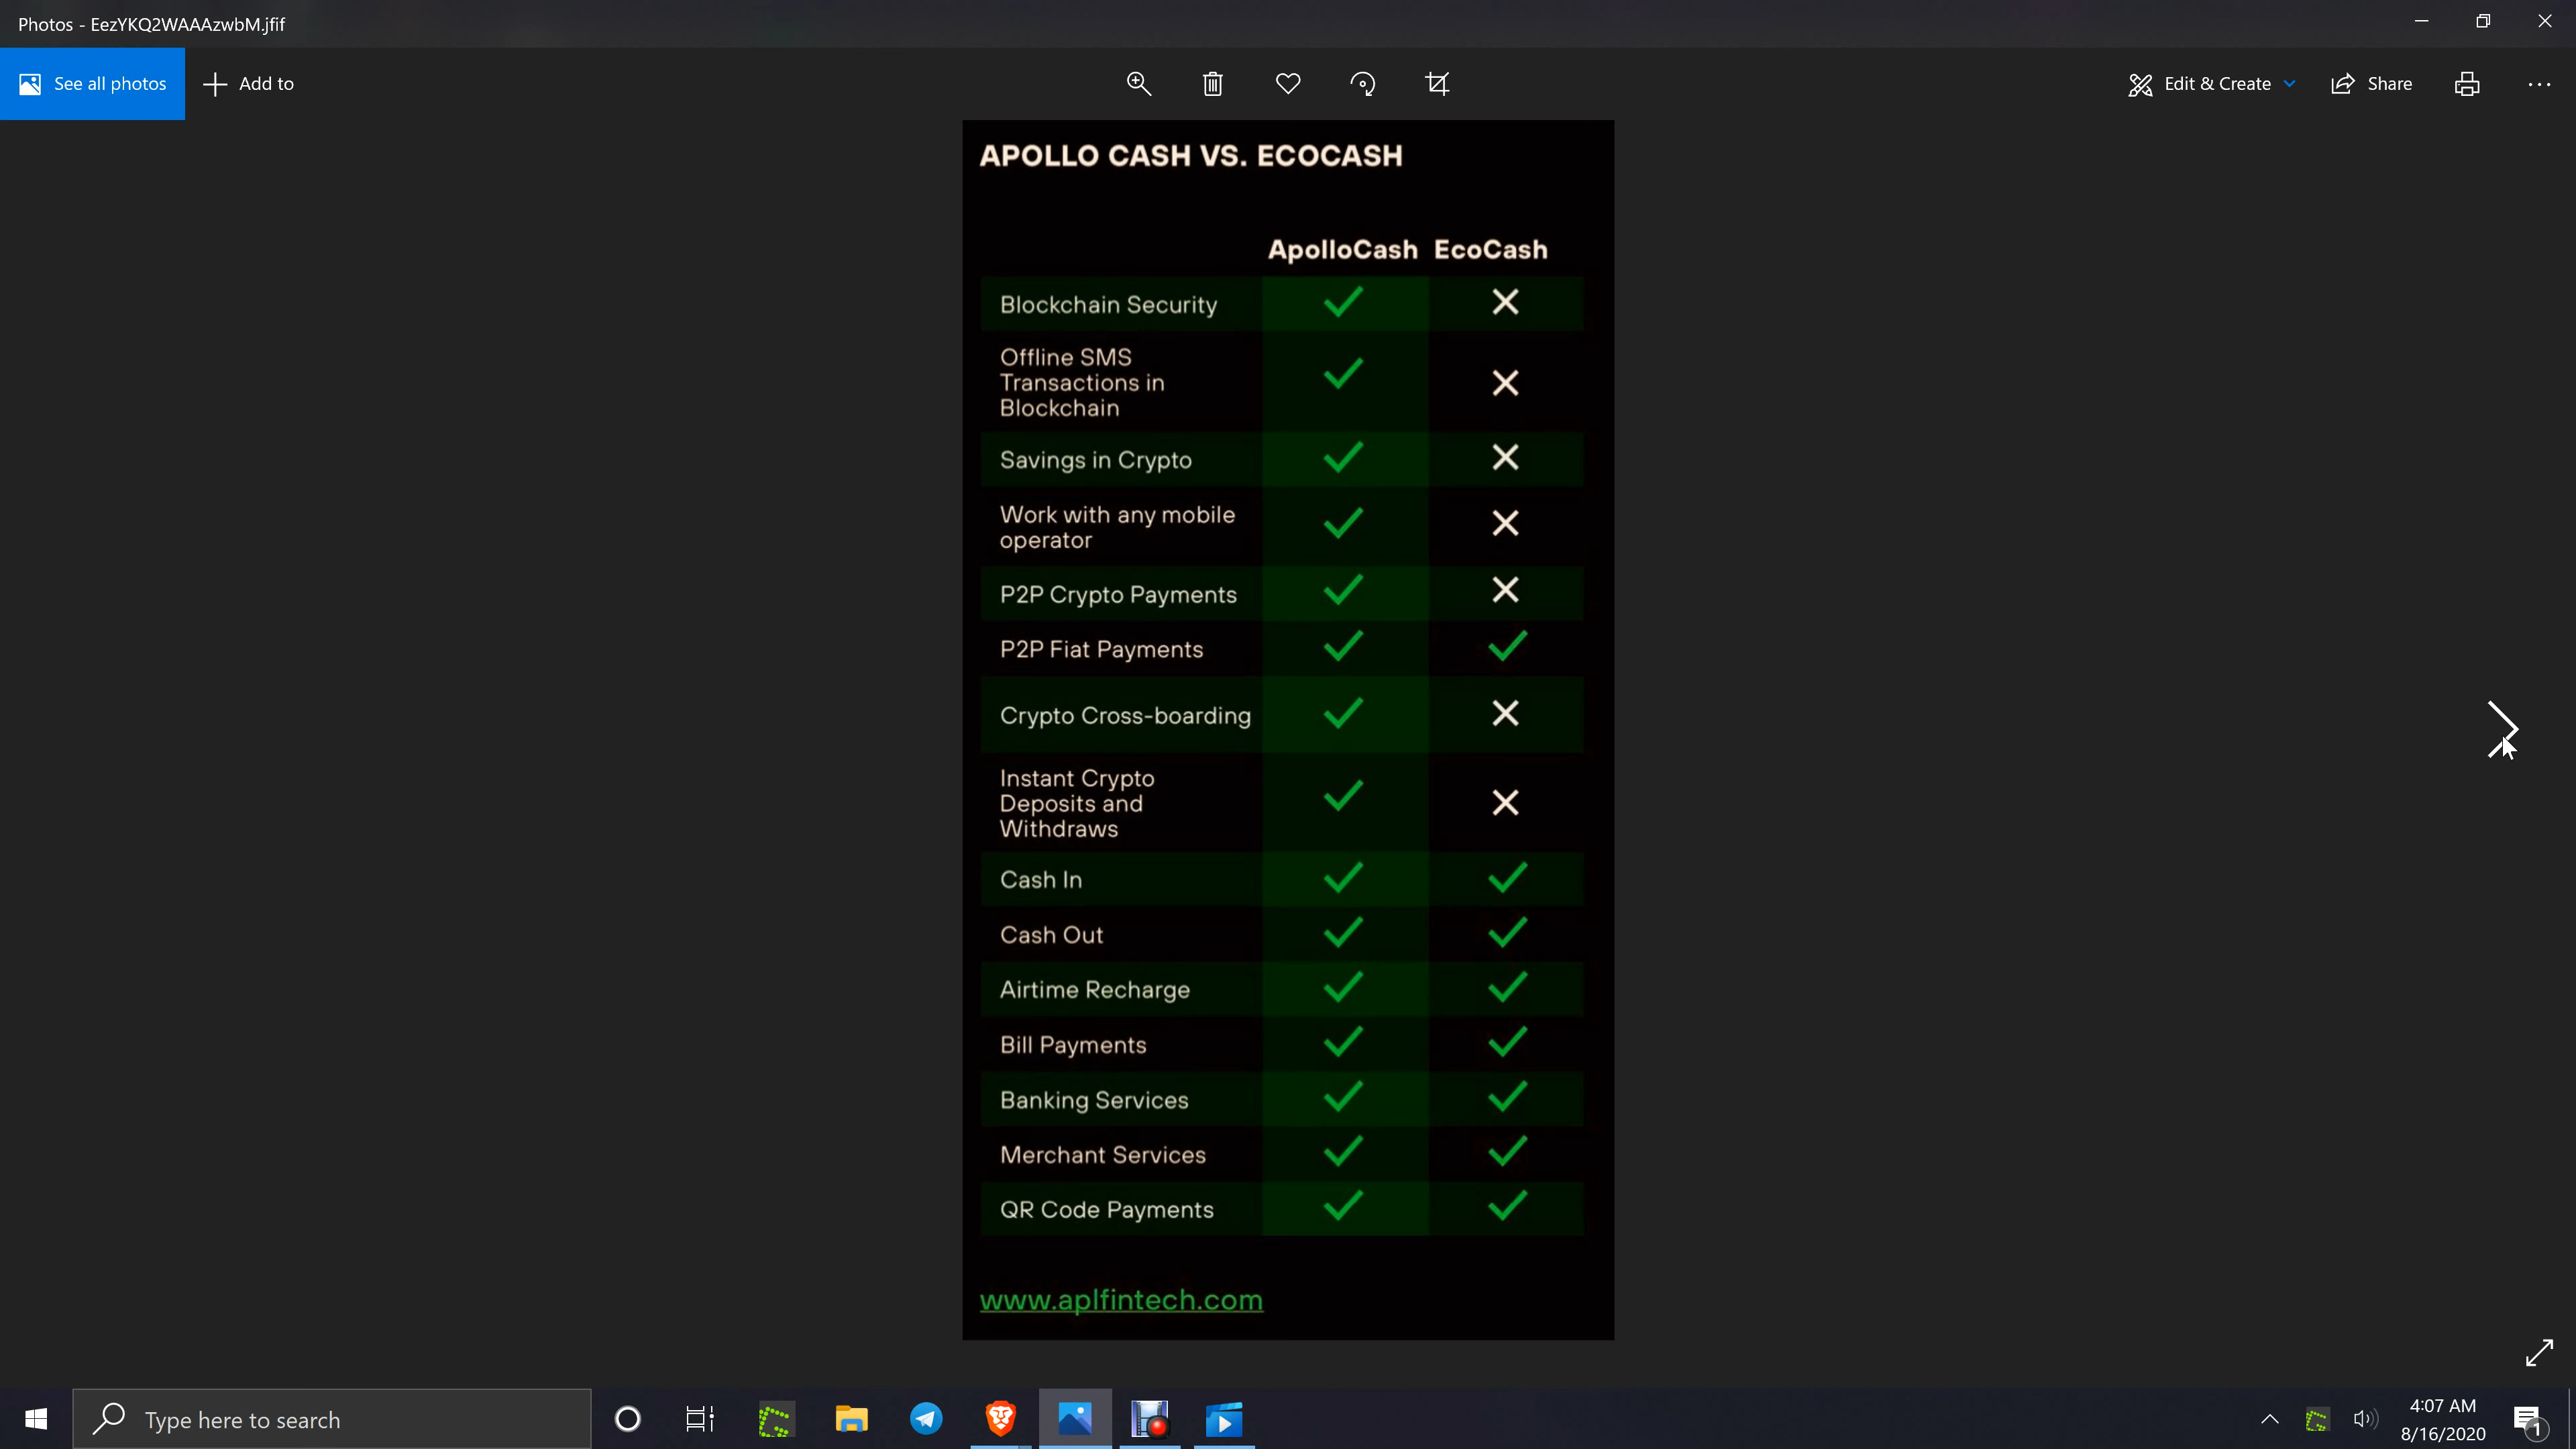 Photos - EezYKQ2WAAAzwbM.jfif
See all photos
Add to
Edit & Create
Share
APOLLO CASH VS. ECOCASH
ApolloCash EcoCash
Blockchain Security
Offline SMS
Transactions in
Blockchain
Savings in Crypto
Work with any mobile
operator
P2P Crypto Payments
P2P Fiat Payments
Crypto Cross-boarding
Instant Crypto
Deposits and
Withdraws
Cash In
Cash Out
Airtime Recharge
Bill Payments
Banking Services
Merchant Services
QR Code Payments
www.aplfintech.com
Type here to search
4:07 AM
8/16/2020
1